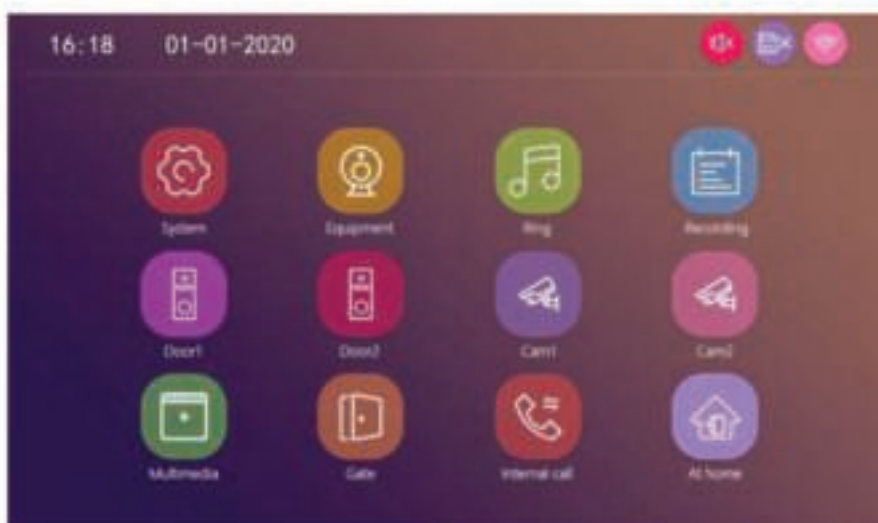 16:18 01-01-2020
System Equipment Ring Recording
Door1 Door2 Cam1 Cam2
Multimedia Gate Internal call At home